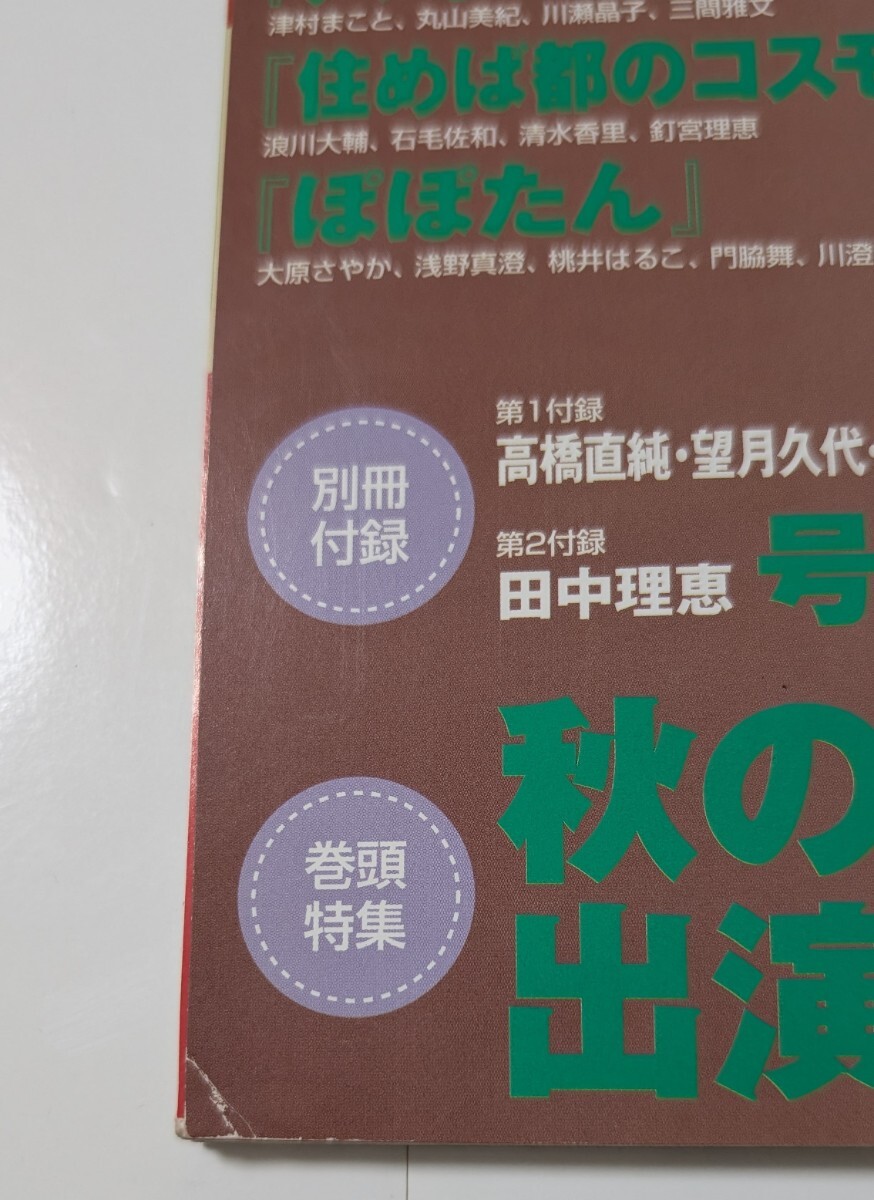 津村まこと、丸山美紀、川瀬晶子、三間雅文
『住めば都のコスモ
浪川大輔、石毛佐和、清水香里、釘宮理恵
『ぽぽたん』
大原さやか、浅野真澄、桃井はるこ、門脇舞、川澄
別冊
付録
第1付録
高橋直純・望月久代・
第2付録
田中理恵 号
巻頭
特集
秋の
出演